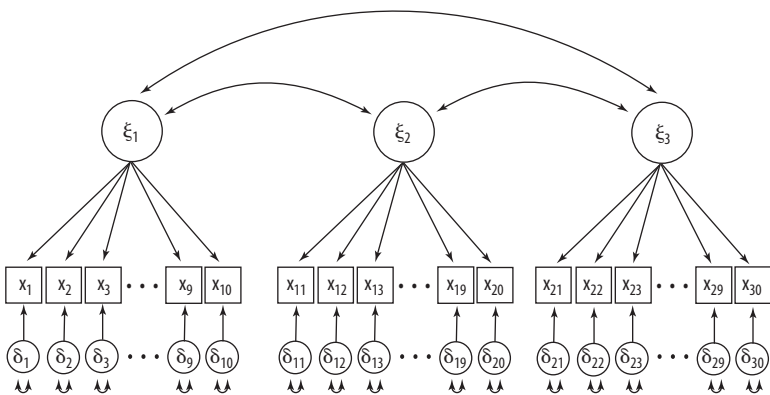 ξ1 ξ2 ξ3
x1 x2 x3 • • • x9 x10 x11 x12 x13 • • • x19 x20 x21 x22 x23 • • • x29 x30
δ1 δ2 δ3 • • • δ9 δ10 δ11 δ12 δ13 • • • δ19 δ20 δ21 δ22 δ23 • • • δ29 δ30